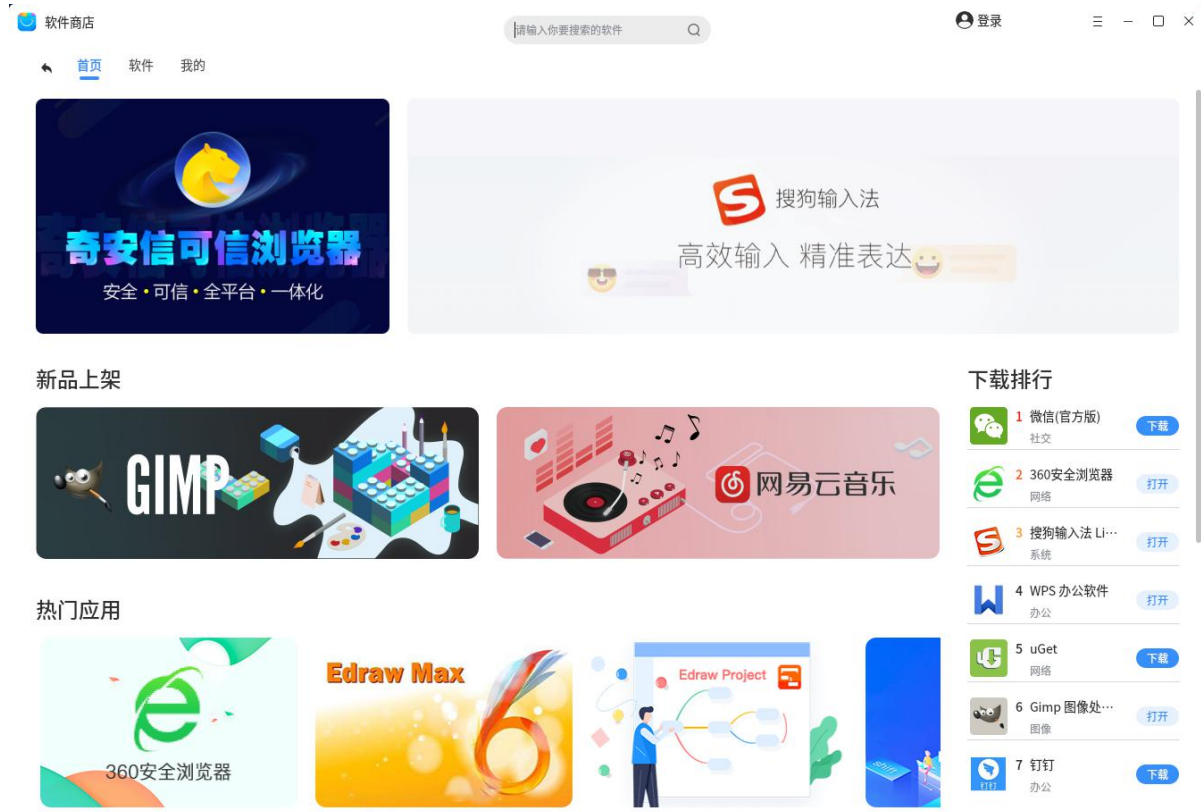 软件商店
请输入你要搜索的软件
登录
首页
软件
我的
奇安信可信浏览器
安全·可信·全平台·一体化
搜狗输入法
高效输入 精准表达
新品上架
GIMP
网易云音乐
热门应用
360安全浏览器
Edraw Max
6
Edraw Project
shift
下载排行
1 微信(官方版)
社交
下载
2 360安全浏览器
网络
打开
3 搜狗输入法 Li···
系统
打开
4 WPS 办公软件
办公
打开
5 uGet
网络
下载
6 Gimp 图像处···
图像
打开
7 钉钉
办公
下载
钉钉